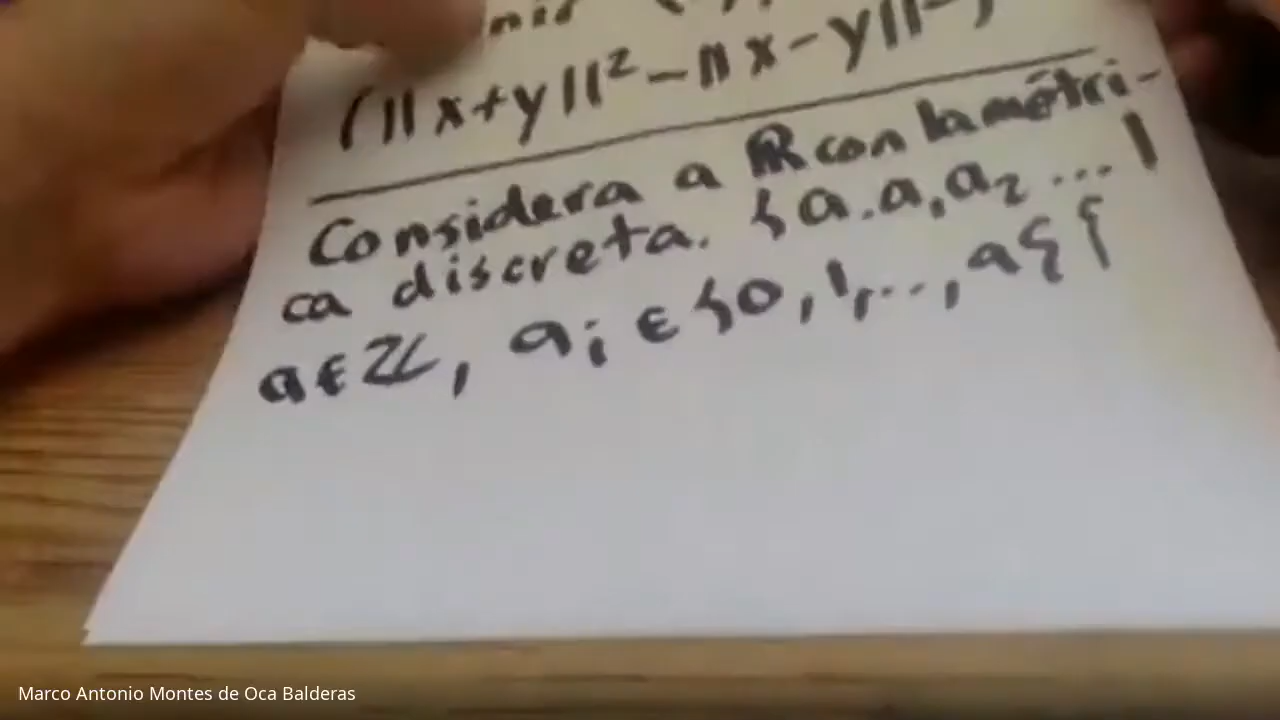 (||x+y||² - ||x-y||²)
Considera a ℝ con la métri-
ca discreta. {a.a₁a₂... |
a∈ℤ, aᵢ∈{0,1,...,a}}
Marco Antonio Montes de Oca Balderas